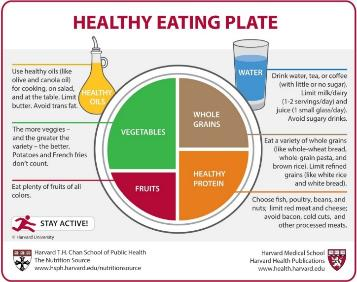 HEALTHY EATING PLATE
Use healthy oils (like
olive and canola oil)
for cooking, on salad,
and at the table. Limit
butter. Avoid trans fat.
HEALTHY
OILS
WATER
Drink water, tea, or coffee
(with little or no sugar).
Limit milk/dairy
(1-2 servings/day) and
juice (1 small glass/day).
Avoid sugary drinks.
The more veggies –
and the greater the
variety – the better.
Potatoes and French fries
don't count.
VEGETABLES
WHOLE
GRAINS
Eat a variety of whole grains
(like whole-wheat bread,
whole-grain pasta, and
brown rice). Limit refined
grains (like white rice
and white bread).
Eat plenty of fruits of all
colors.
FRUITS
HEALTHY
PROTEIN
Choose fish, poultry, beans, and
nuts; limit red meat and cheese;
avoid bacon, cold cuts, and
other processed meats.
STAY ACTIVE!
© Harvard University
Harvard T.H. Chan School of Public Health
The Nutrition Source
www.hsph.harvard.edu/nutritionsource
Harvard Medical School
Harvard Health Publications
www.health.harvard.edu